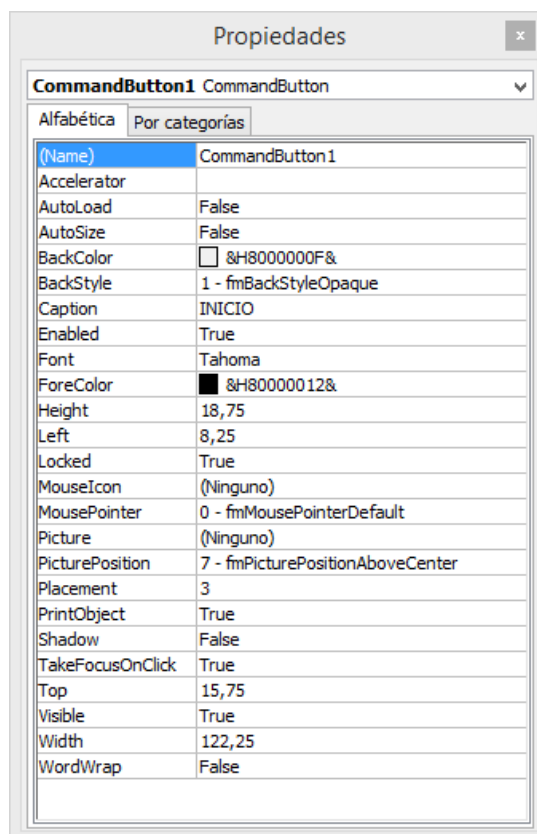 Propiedades
x
CommandButton1 CommandButton
Alfabética Por categorías
(Name) CommandButton1
Accelerator
AutoLoad False
AutoSize False
BackColor &H8000000F&
BackStyle 1 - fmBackStyleOpaque
Caption INICIO
Enabled True
Font Tahoma
ForeColor &H80000012&
Height 18,75
Left 8,25
Locked True
MouseIcon (Ninguno)
MousePointer 0 - fmMousePointerDefault
Picture (Ninguno)
PicturePosition 7 - fmPicturePositionAboveCenter
Placement 3
PrintObject True
Shadow False
TakeFocusOnClick True
Top 15,75
Visible True
Width 122,25
WordWrap False